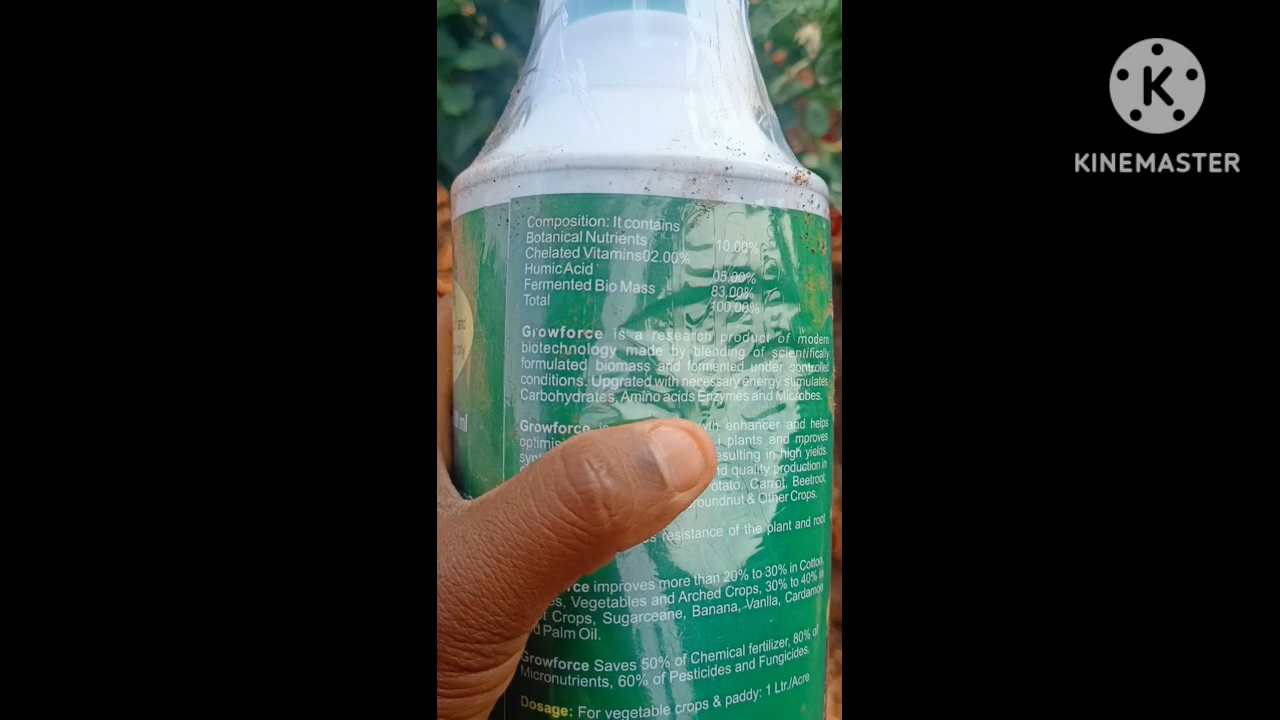 KINEMASTER
Composition: It contains
Botanical Nutrients 10.00%
Chelated Vitamins02.00%
Humic Acid 05.00%
Fermented Bio Mass 83.00%
Total 100.00%
Growforce is a research product of modern
biotechnology made by blending of scientifically
formulated biomass and fermented under controlled
conditions. Upgrated with necessary energy stimulates,
Carbohydrates, Amino acids Enzymes and Microbes.
Growforce enhancer and helps
plants and mproves
resulting in high yields.
quality production in
Carrot, Beetroot,
& Other Crops.
resistance of the plant and root
improves more than 20% to 30% in Cotton,
Vegetables and Arched Crops, 30% to 40% in
Crops, Sugarceane, Banana, Vanlla, Cardamom
Palm Oil.
Growforce Saves 50% of Chemical fertilizer, 80% of
Micronutrients, 60% of Pesticides and Fungicides.
Dosage: For vegetable crops & paddy: 1 Ltr./Acre
ml